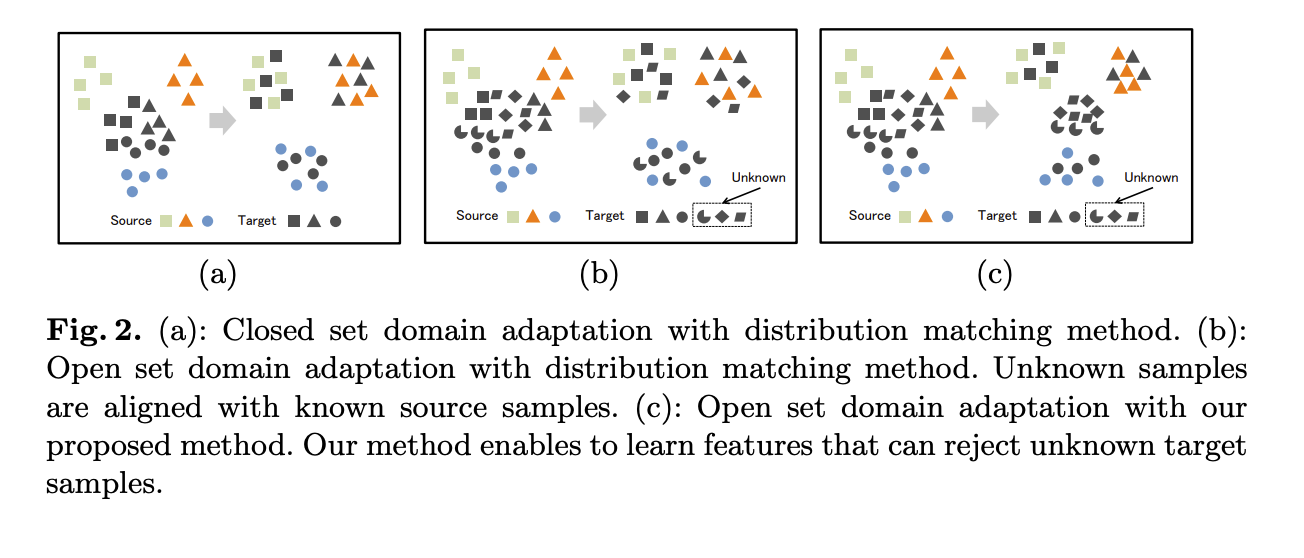 Source Target
Unknown
Source Target
Unknown
Source Target
(a) (b) (c)
Fig. 2. (a): Closed set domain adaptation with distribution matching method. (b):
Open set domain adaptation with distribution matching method. Unknown samples
are aligned with known source samples. (c): Open set domain adaptation with our
proposed method. Our method enables to learn features that can reject unknown target
samples.